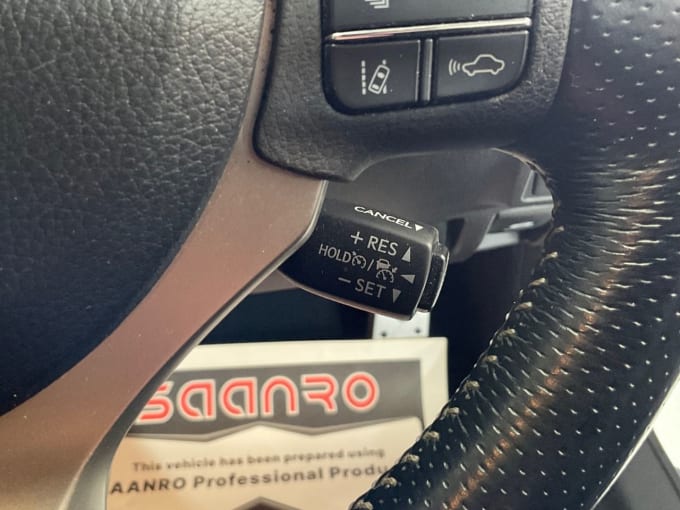 CANCEL▼
+ RES ▲
HOLD /
− SET ▼
saanro
This vehicle has been prepared using
AANRO Professional Produ